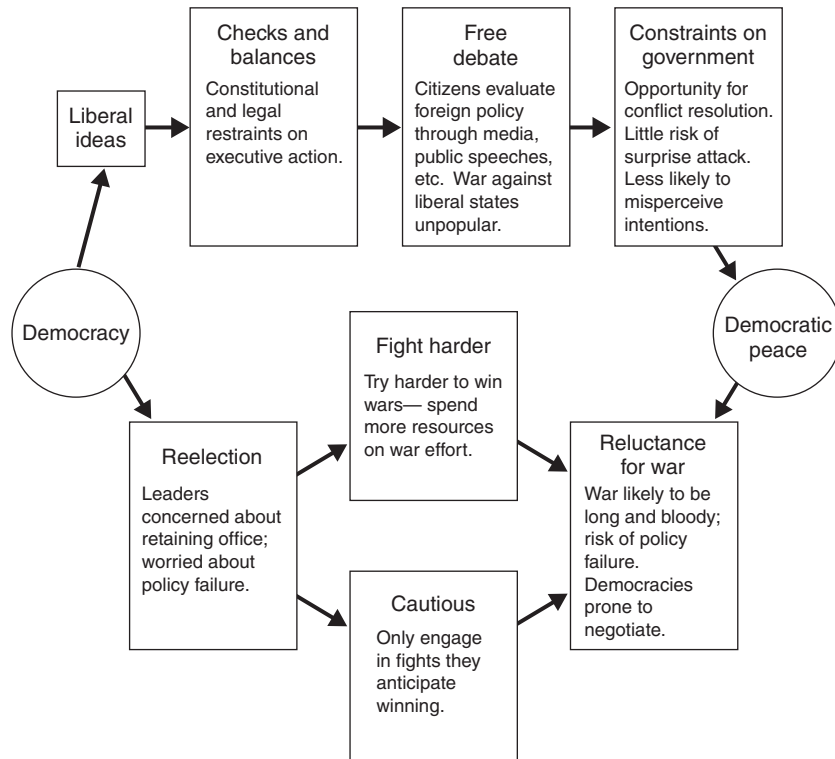 Checks and
balances
Constitutional
and legal
restraints on
executive action.
Free
debate
Citizens evaluate
foreign policy
through media,
public speeches,
etc. War against
liberal states
unpopular.
Constraints on
government
Opportunity for
conflict resolution.
Little risk of
surprise attack.
Less likely to
misperceive
intentions.
Liberal
ideas
Democracy
Democratic
peace
Fight harder
Try harder to win
wars— spend
more resources
on war effort.
Reelection
Leaders
concerned about
retaining office;
worried about
policy failure.
Reluctance
for war
War likely to be
long and bloody;
risk of policy
failure.
Democracies
prone to
negotiate.
Cautious
Only engage
in fights they
anticipate
winning.